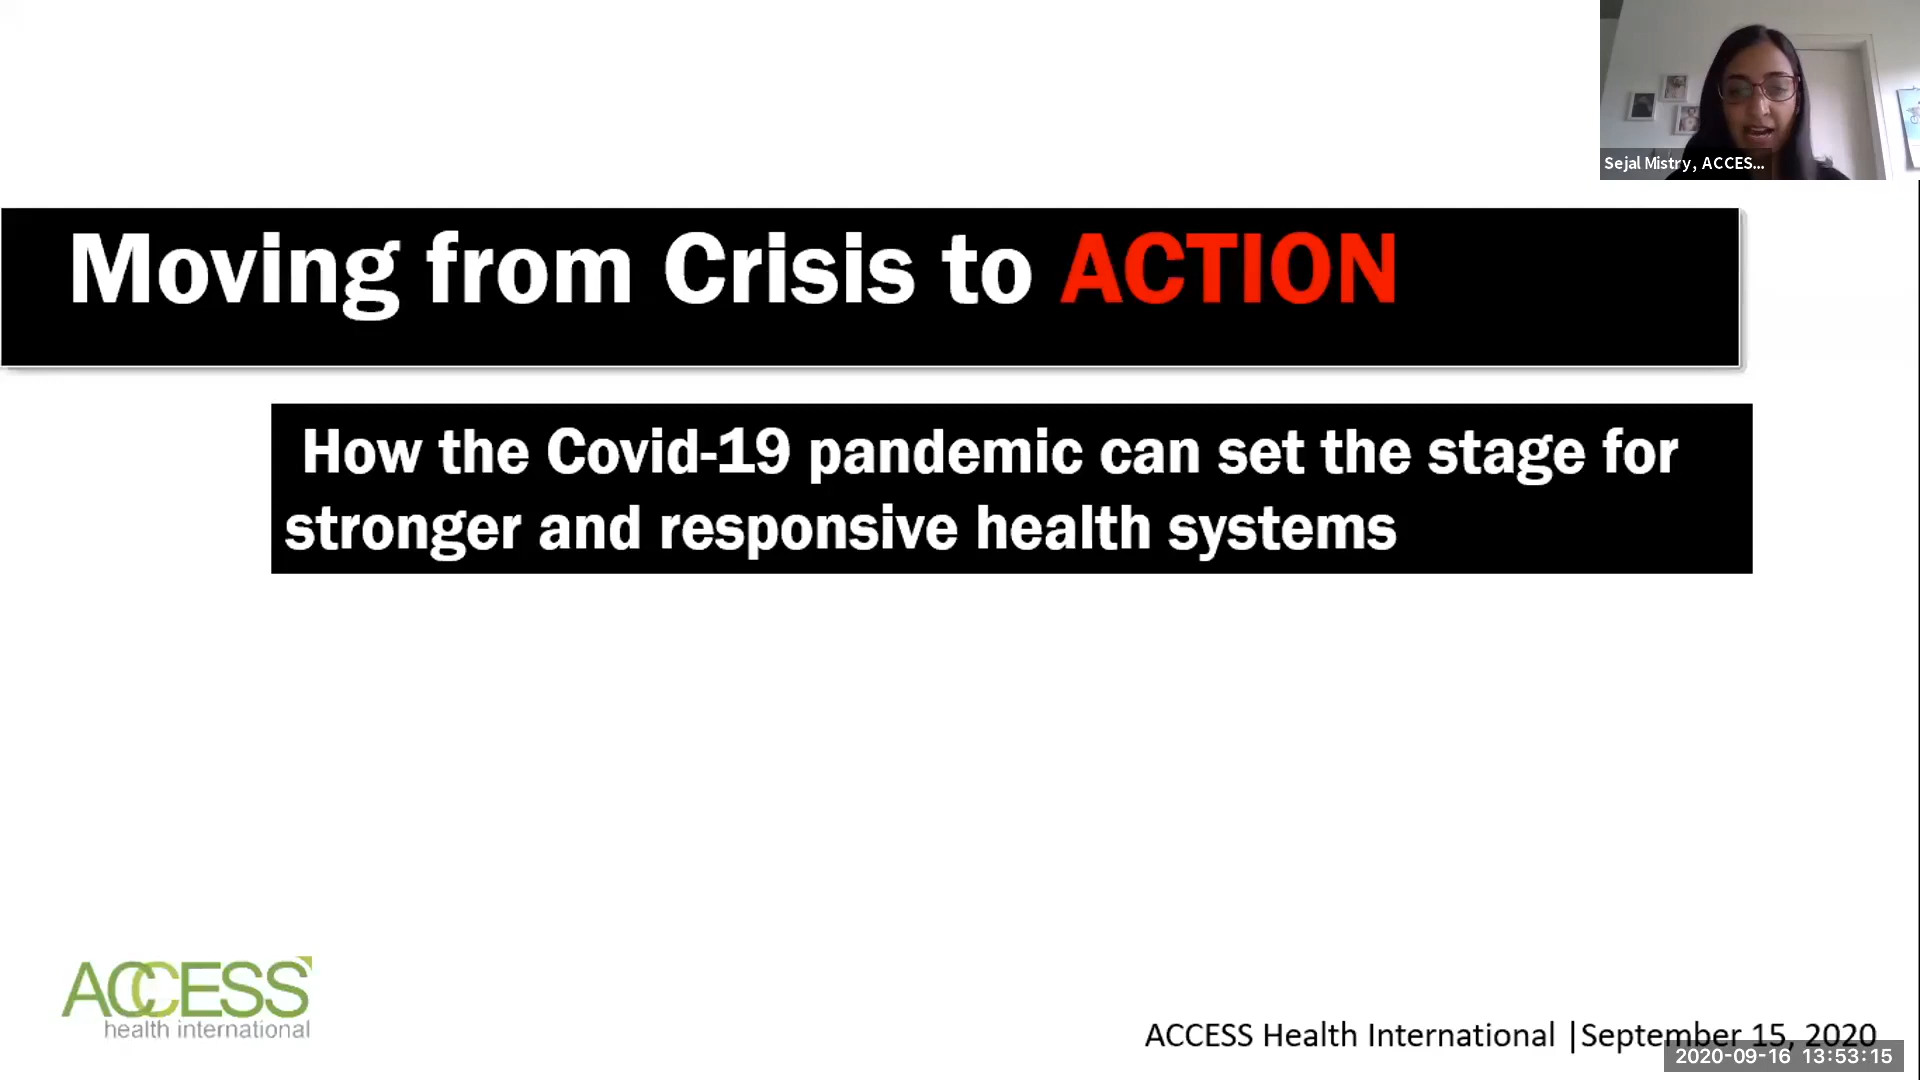 Sejal Mistry, ACCES...
Moving from Crisis to ACTION
How the Covid-19 pandemic can set the stage for
stronger and responsive health systems
ACCESS
health international
ACCESS Health International |September 15, 2020
2020-09-16 13:53:15